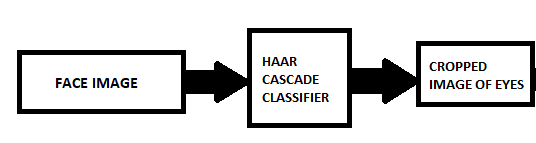 FACE IMAGE
HAAR
CASCADE
CLASSIFIER
CROPPED
IMAGE OF EYES